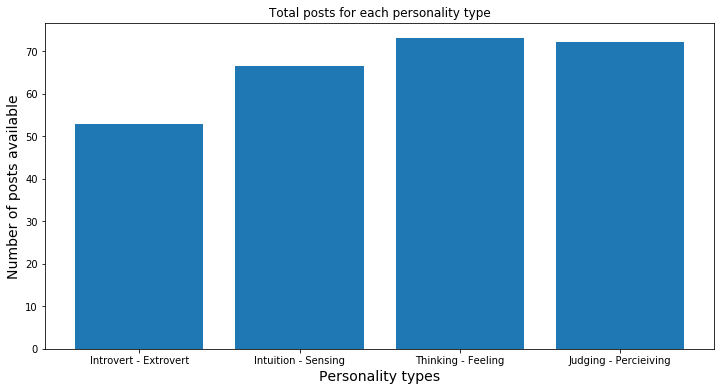 Total posts for each personality type
Number of posts available
70
60
50
40
30
20
10
0
Introvert - Extrovert
Intuition - Sensing
Thinking - Feeling
Judging - Percieiving
Personality types